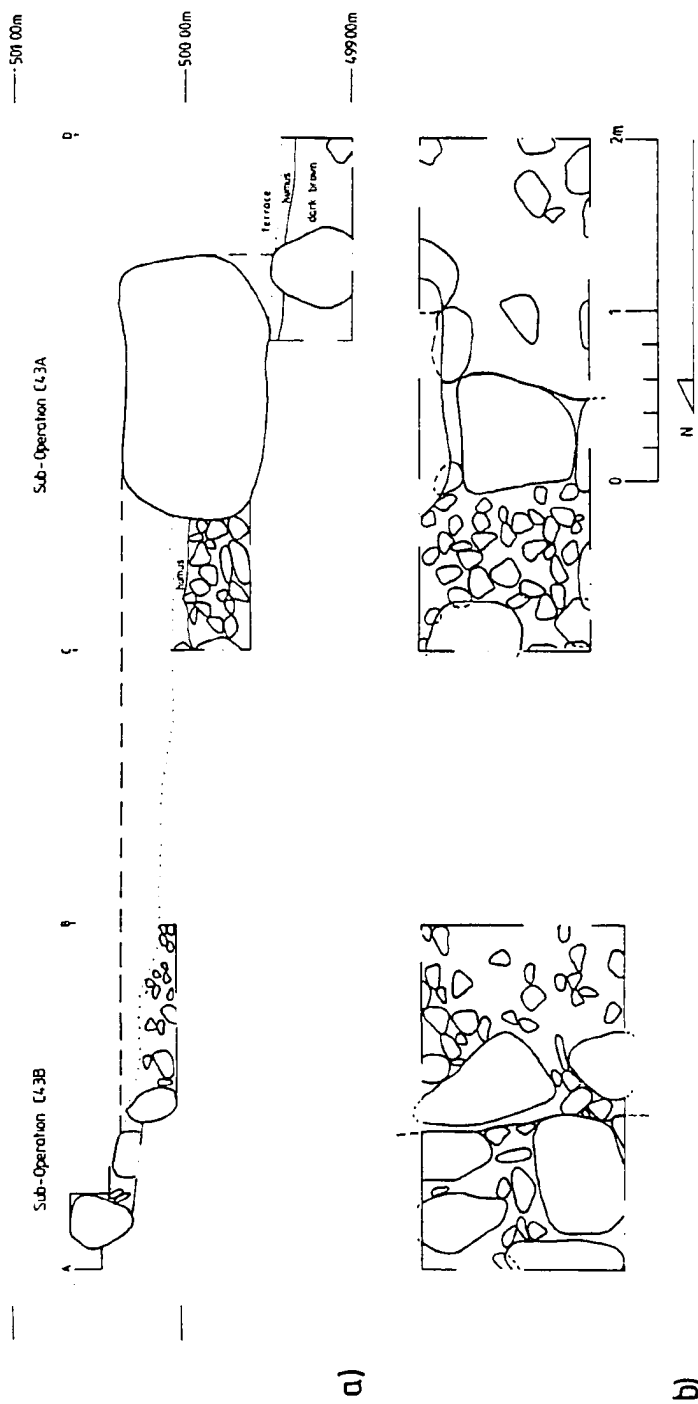 501 00m
500 00m
499 00m
Sub-Operation C43B
Sub-Operation C43A
A
B
C
D
humus
Terrace
humus
dark brown
a)
0 1 2m
N
b)